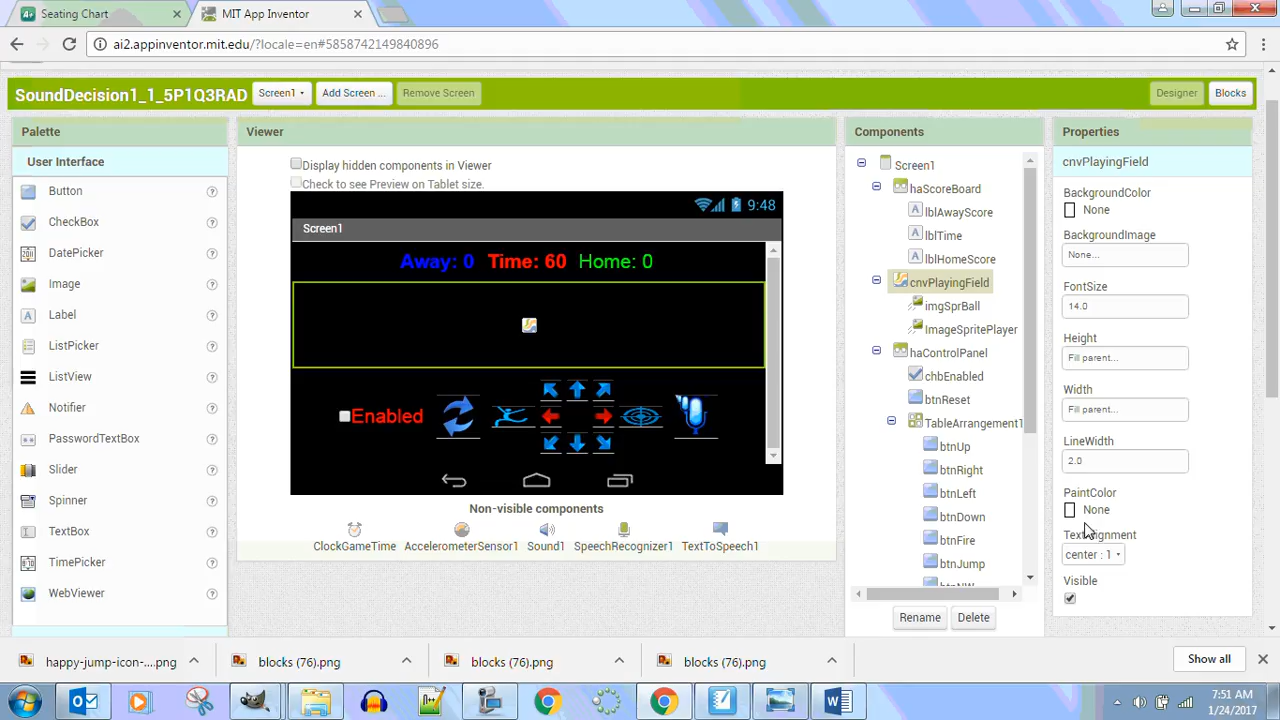 Seating Chart
MIT App Inventor
ai2.appinventor.mit.edu/?locale=en#5858742149840896
SoundDecision1_1_5P1Q3RAD
Screen1
Add Screen ...
Remove Screen
Designer
Blocks
Palette
User Interface
Button
?
CheckBox
?
DatePicker
?
Image
?
Label
?
ListPicker
?
ListView
?
Notifier
?
PasswordTextBox
?
Slider
?
Spinner
?
TextBox
?
TimePicker
?
WebViewer
?
Viewer
Display hidden components in Viewer
Check to see Preview on Tablet size.
9:48
Screen1
Away: 0 Time: 60 Home: 0
Enabled
Non-visible components
ClockGameTime AccelerometerSensor1 Sound1 SpeechRecognizer1 TextToSpeech1
Components
Screen1
haScoreBoard
A lblAwayScore
A lblTime
A lblHomeScore
cnvPlayingField
imgSprBall
ImageSpritePlayer
haControlPanel
chbEnabled
btnReset
TableArrangement1
btnUp
btnRight
btnLeft
btnDown
btnFire
btnJump
btnNW
Rename
Delete
Properties
cnvPlayingField
BackgroundColor
None
BackgroundImage
None...
FontSize
14.0
Height
Fill parent...
Width
Fill parent...
LineWidth
2.0
PaintColor
None
TextAlignment
center : 1
Visible
happy-jump-icon-....png
blocks (76).png
blocks (76).png
blocks (76).png
Show all
7:51 AM
1/24/2017